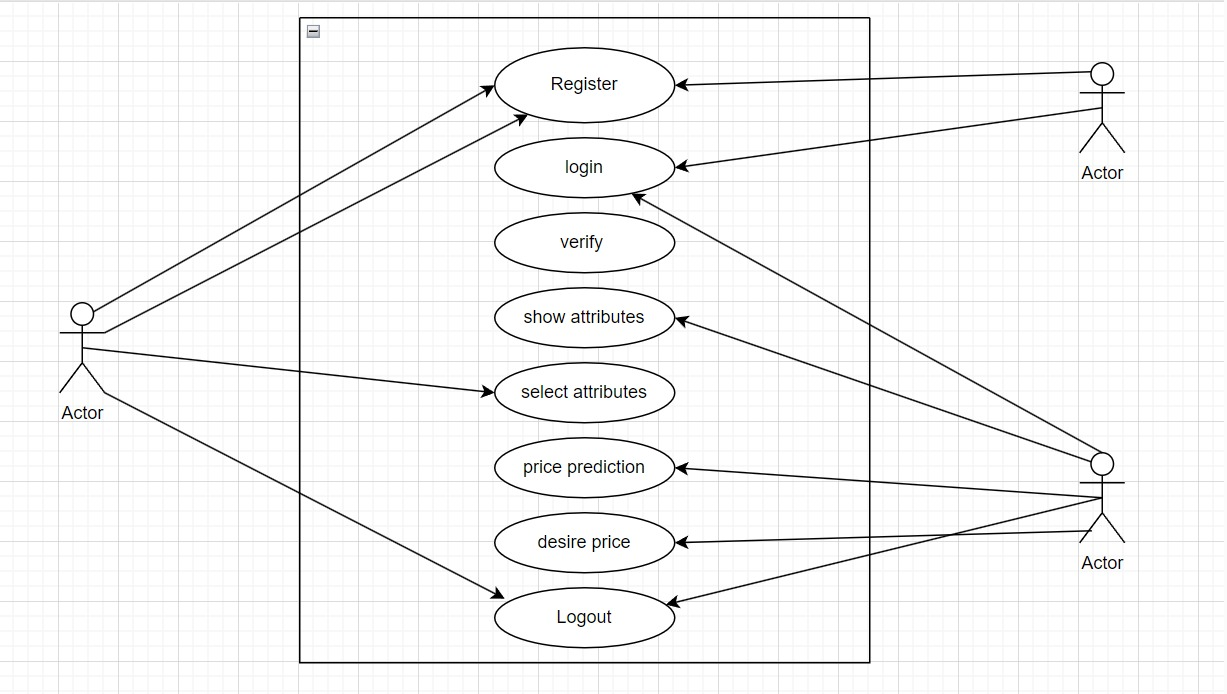 Register
login
verify
show attributes
select attributes
price prediction
desire price
Logout
Actor
Actor
Actor